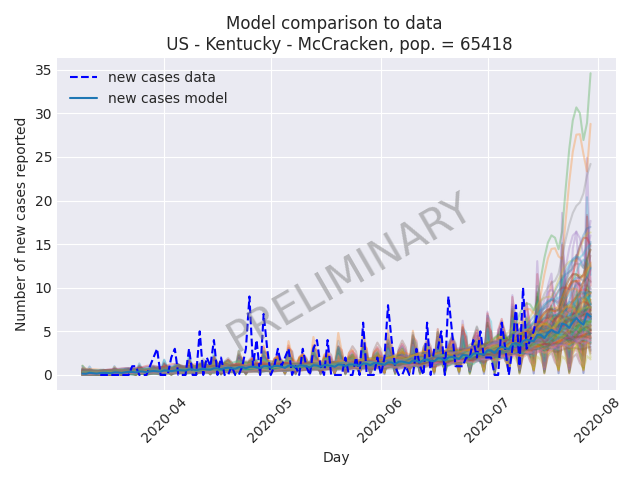 Model comparison to data
US - Kentucky - McCracken, pop. = 65418
new cases data
new cases model
PRELIMINARY
Number of new cases reported
35
30
25
20
15
10
5
0
2020-04
2020-05
2020-06
2020-07
2020-08
Day